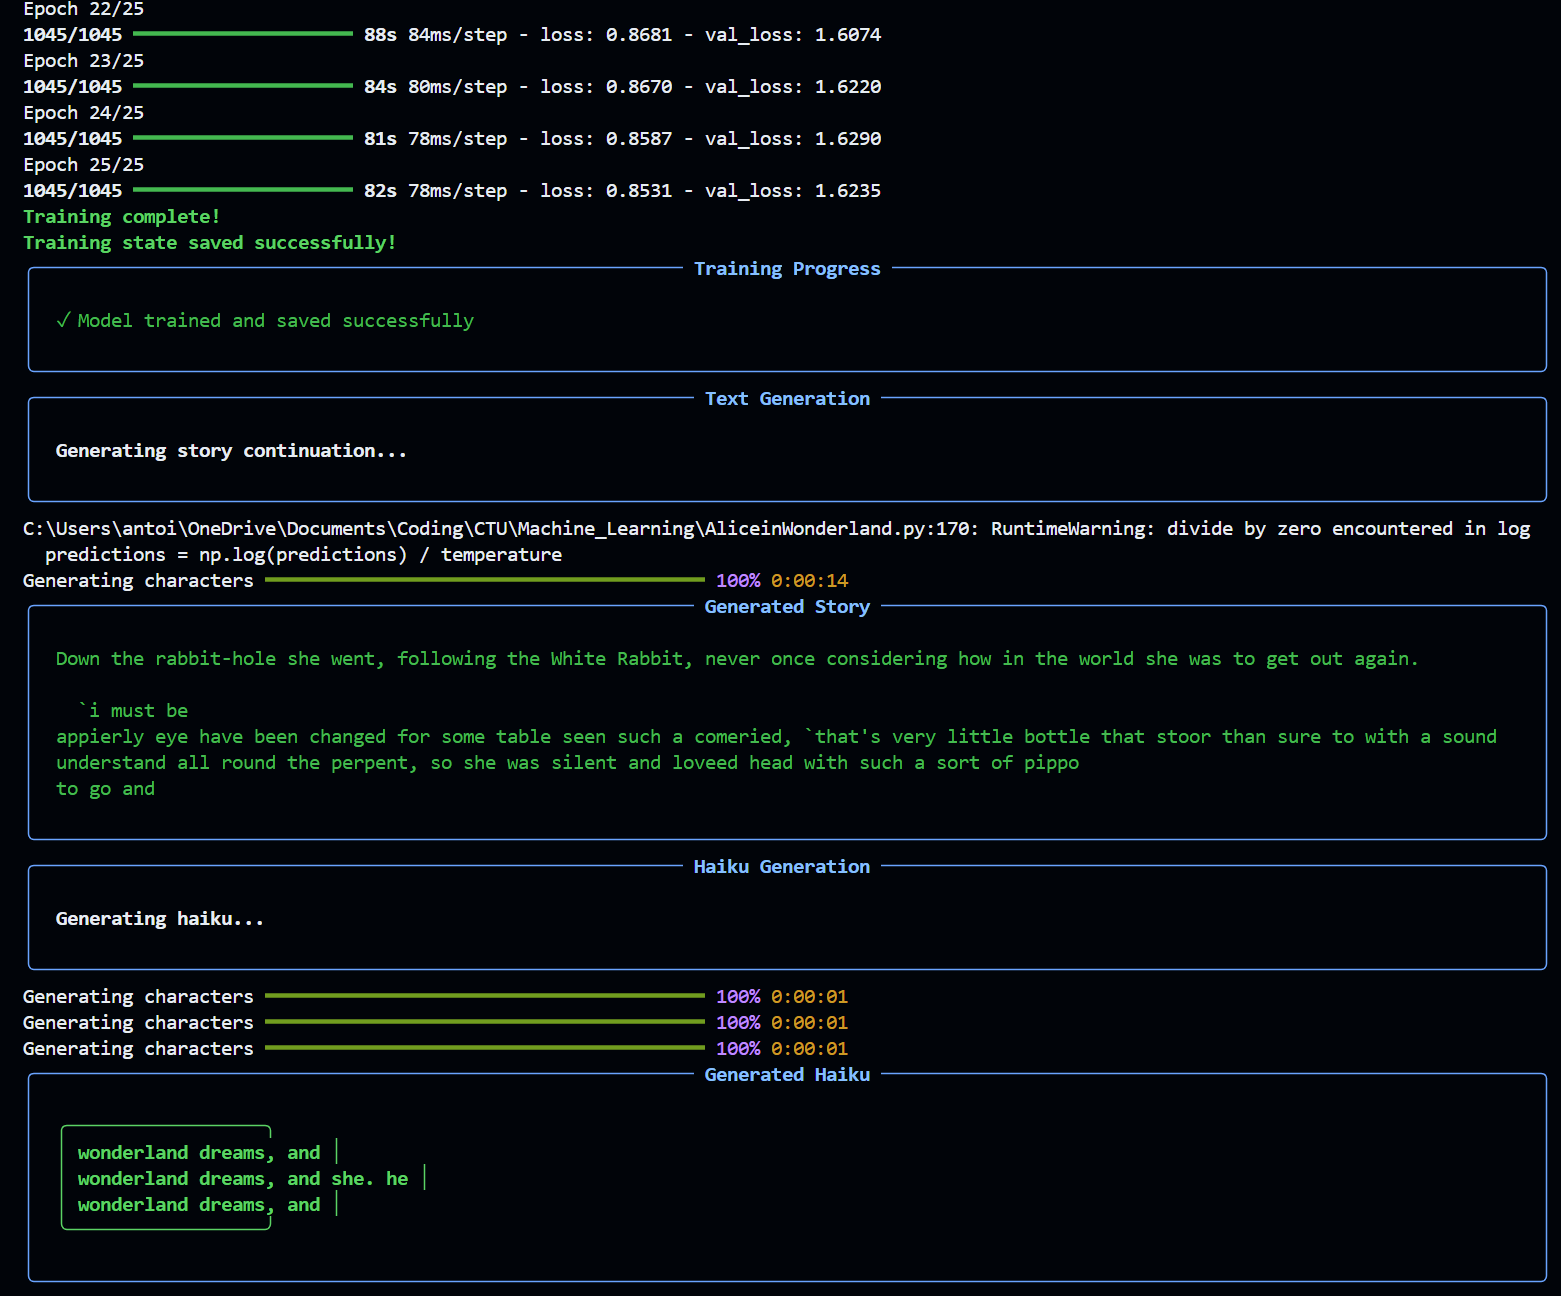 Epoch 22/25
1045/1045 88s 84ms/step - loss: 0.8681 - val_loss: 1.6074
Epoch 23/25
1045/1045 84s 80ms/step - loss: 0.8670 - val_loss: 1.6220
Epoch 24/25
1045/1045 81s 78ms/step - loss: 0.8587 - val_loss: 1.6290
Epoch 25/25
1045/1045 82s 78ms/step - loss: 0.8531 - val_loss: 1.6235
Training complete!
Training state saved successfully!
Training Progress
✓ Model trained and saved successfully
Text Generation
Generating story continuation...
C:\Users\antoi\OneDrive\Documents\Coding\CTU\Machine_Learning\AliceinWonderland.py:170: RuntimeWarning: divide by zero encountered in log
predictions = np.log(predictions) / temperature
Generating characters 100% 0:00:14
Generated Story
Down the rabbit-hole she went, following the White Rabbit, never once considering how in the world she was to get out again.
`i must be
appierly eye have been changed for some table seen such a comeried, `that's very little bottle that stoor than sure to with a sound
understand all round the perpent, so she was silent and loveed head with such a sort of pippo
to go and
Haiku Generation
Generating haiku...
Generating characters 100% 0:00:01
Generating characters 100% 0:00:01
Generating characters 100% 0:00:01
Generated Haiku
wonderland dreams, and
wonderland dreams, and she. he
wonderland dreams, and